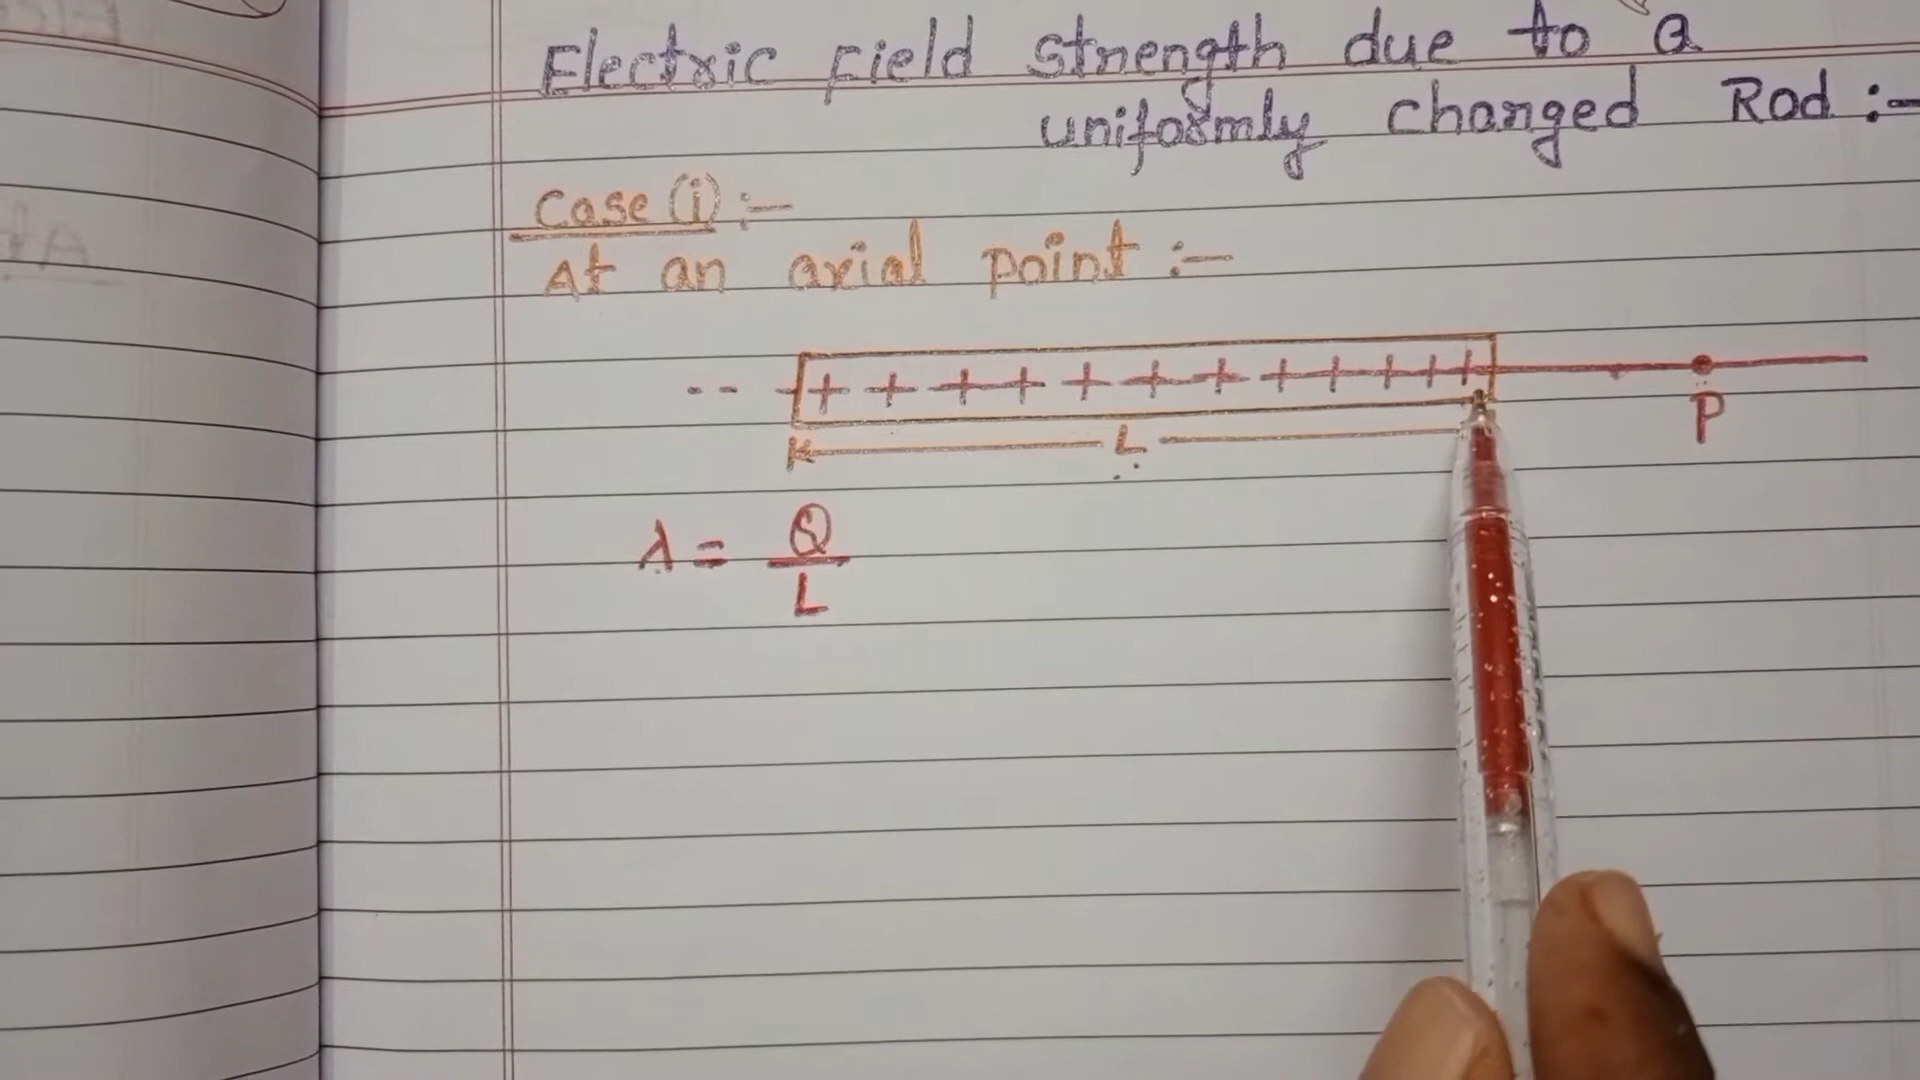 Electric Field Strength due to a
uniformly charged Rod :-
Case (i) :-
At an axial point :-
-- + + + + + + + + + + + +
P
L
λ = Q/L